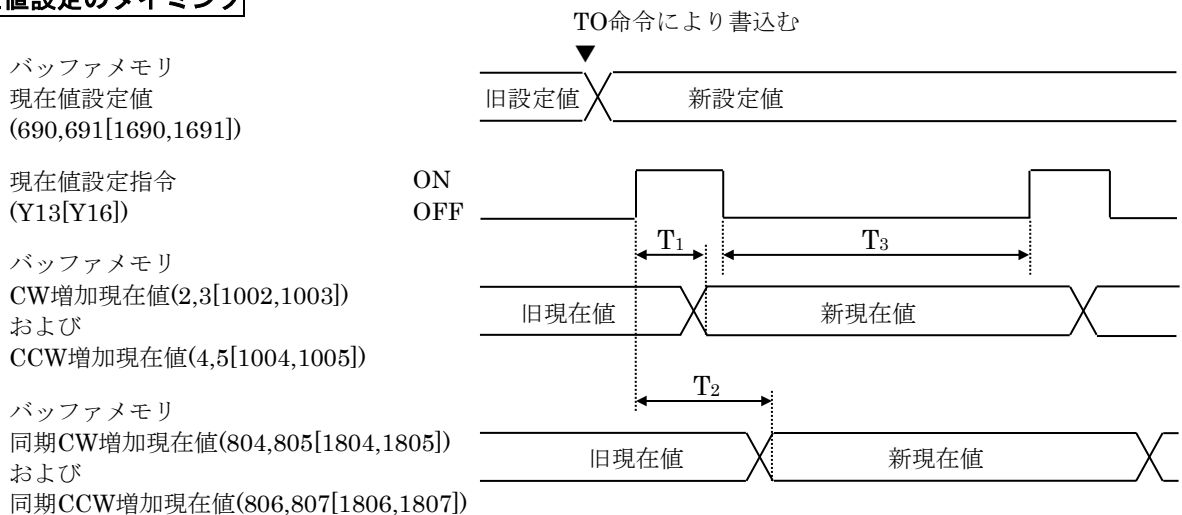 値設定のタイミング
TO命令により書込む
バッファメモリ
現在値設定値
(690,691[1690,1691])
旧設定値
新設定値
現在値設定指令
(Y13[Y16])
ON
OFF
T1
T3
バッファメモリ
CW増加現在値(2,3[1002,1003])
および
CCW増加現在値(4,5[1004,1005])
旧現在値
新現在値
T2
バッファメモリ
同期CW増加現在値(804,805[1804,1805])
および
同期CCW増加現在値(806,807[1806,1807])
旧現在値
新現在値